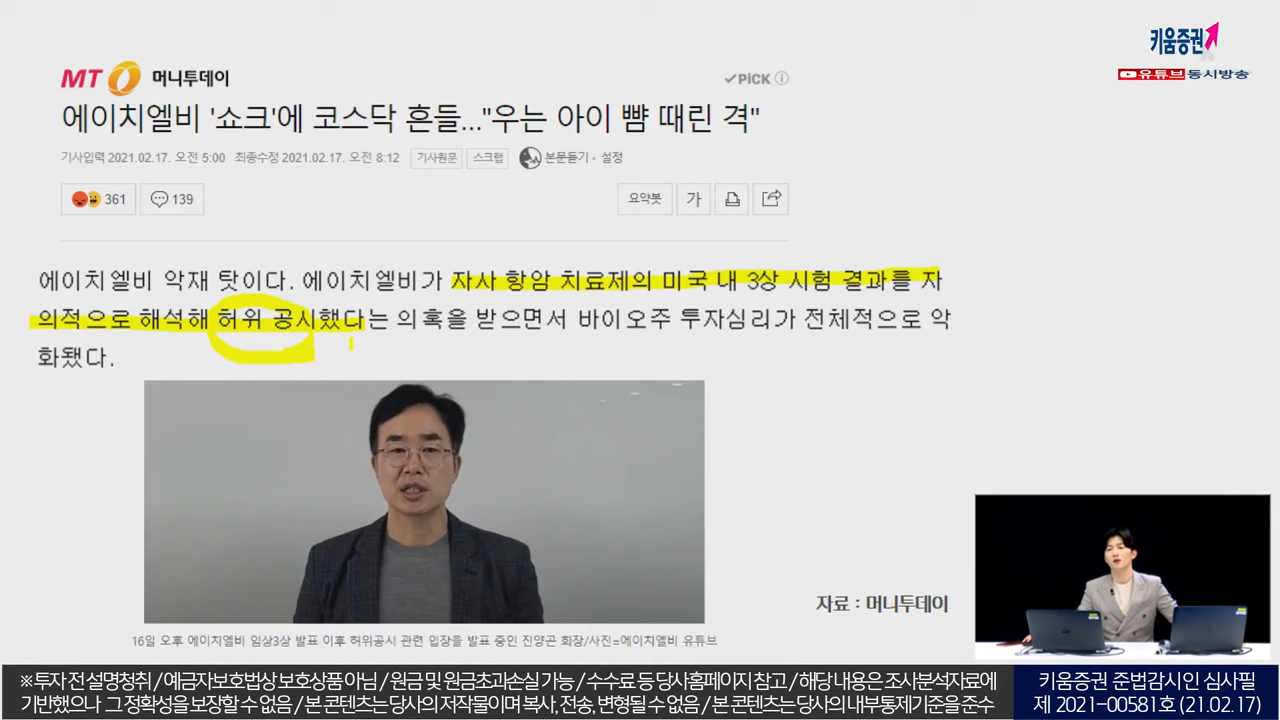 키움증권
유튜브 동시방송
MT 머니투데이
PiCK
에이치엘비 '쇼크'에 코스닥 흔들..."우는 아이 뺨 때린 격"
기사입력 2021.02.17. 오전 5:00 최종수정 2021.02.17. 오전 8:12 기사원문 스크랩 본문듣기 · 설정
361 139 요약봇 가
에이치엘비 악재 탓이다. 에이치엘비가 자사 항암 치료제의 미국 내 3상 시험 결과를 자
의적으로 해석해 허위 공시했다는 의혹을 받으면서 바이오주 투자심리가 전체적으로 악
화됐다.
16일 오후 에이치엘비 임상3상 발표 이후 허위공시 관련 입장을 발표 중인 진양곤 회장/사진=에이치엘비 유튜브
자료 : 머니투데이
※ 투자 전 설명청취 / 예금자보호법상 보호상품 아님 / 원금 및 원금초과손실 가능 / 수수료 등 당사홈페이지 참고 / 해당 내용은 조사분석자료에
기반했으나 그 정확성을 보장할 수 없음 / 본 콘텐츠는 당사의 저작물이며 복사, 전송, 변형될 수 없음 / 본 콘텐츠는 당사의 내부통제기준을 준수
키움증권 준법감시인 심사필
제 2021-00581호 (21.02.17)